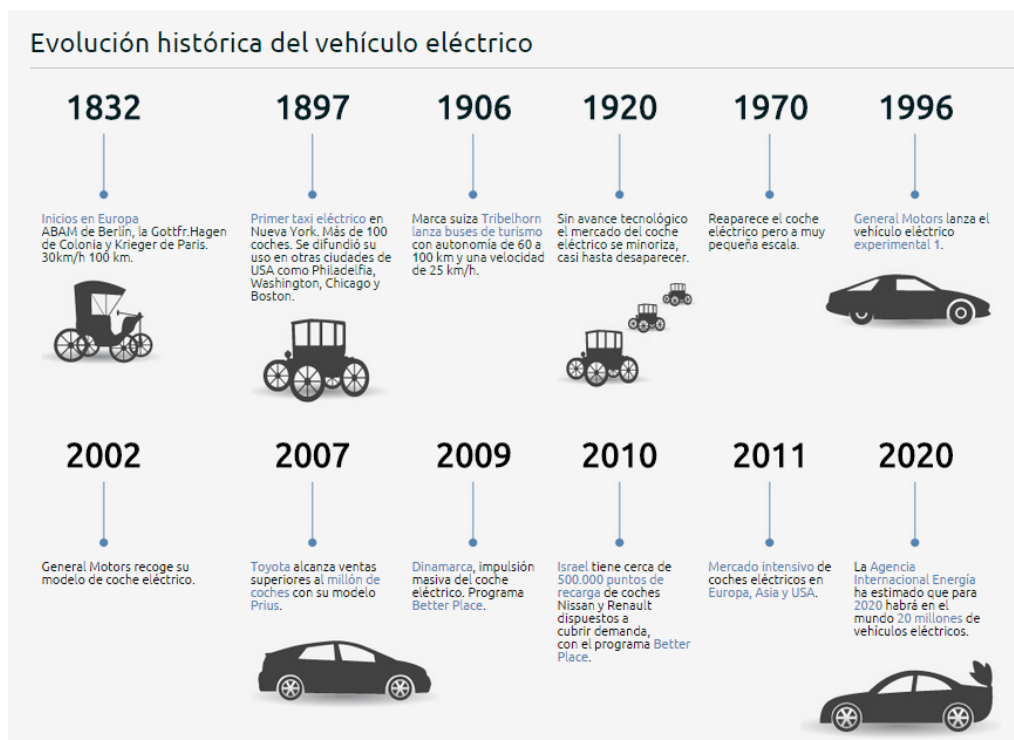 Evolución histórica del vehículo eléctrico
1832
Inicios en Europa
ABAM de Berlín, la Gottfr.Hagen
de Colonia y Krieger de Paris.
30km/h 100 km.
1897
Primer taxi eléctrico en
Nueva York. Más de 100
coches. Se difundió su
uso en otras ciudades de
USA como Philadelfia,
Washington, Chicago y
Boston.
1906
Marca suiza Tribelhorn
lanza buses de turismo
con autonomía de 60 a
100 km y una velocidad
de 25 km/h.
1920
Sin avance tecnológico
el mercado del coche
eléctrico se minoriza,
casi hasta desaparecer.
1970
Reaparece el coche
eléctrico pero a muy
pequeña escala.
1996
General Motors lanza el
vehículo eléctrico
experimental 1.
2002
General Motors recoge su
modelo de coche eléctrico.
2007
Toyota alcanza ventas
superiores al millón de
coches con su modelo
Prius.
2009
Dinamarca, impulsión
masiva del coche
eléctrico. Programa
Better Place.
2010
Israel tiene cerca de
500.000 puntos de
recarga de coches
Nissan y Renault
dispuestos a
cubrir demanda,
con el programa Better
Place.
2011
Mercado intensivo de
coches eléctricos en
Europa, Asia y USA.
2020
La Agencia
Internacional Energía
ha estimado que para
2020 habrá en el
mundo 20 millones de
vehículos eléctricos.